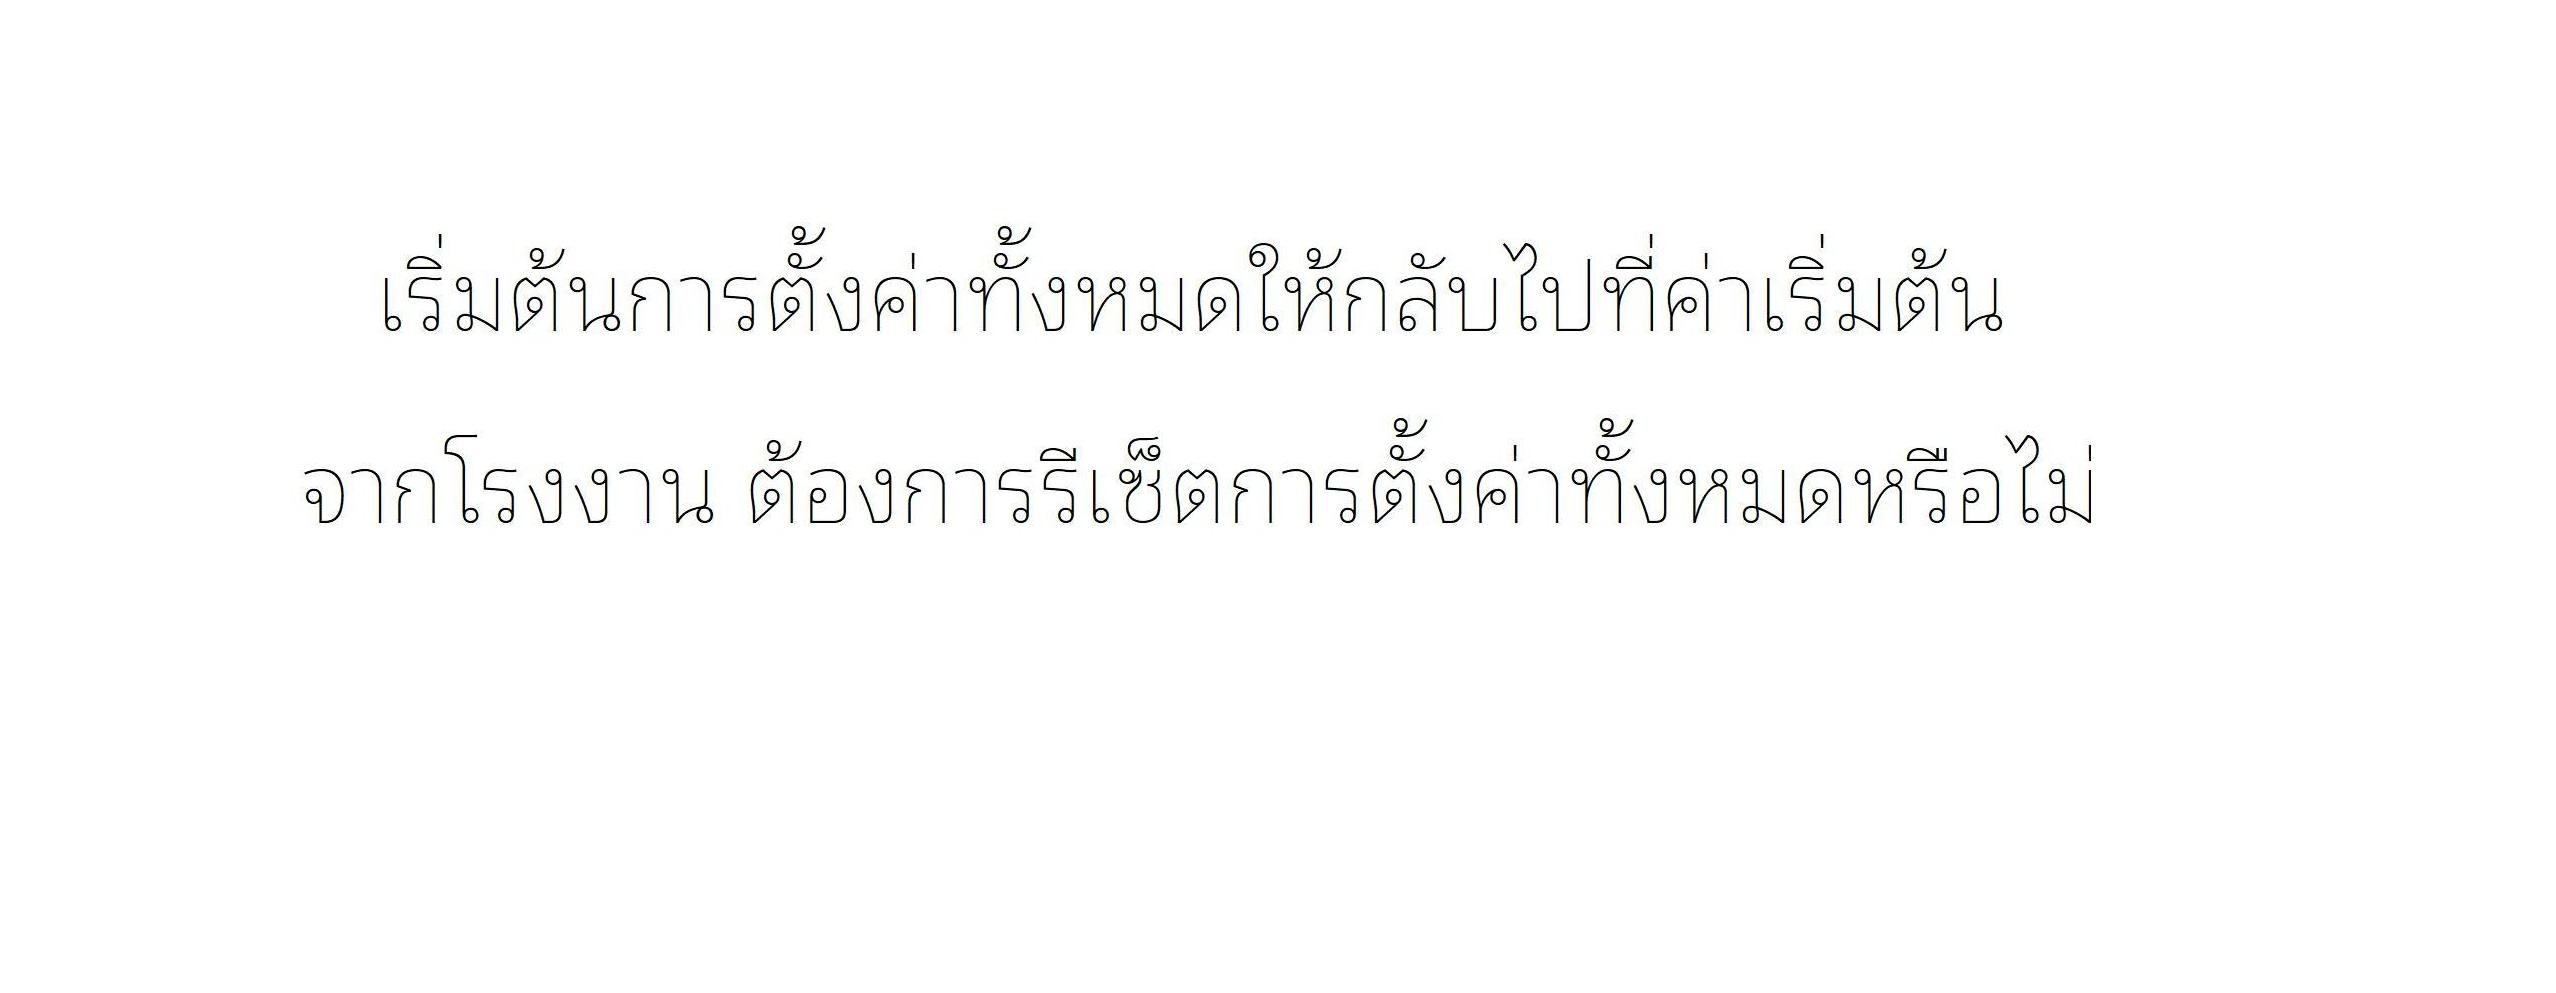 เริ่มต้นการตั้งค่าทั้งหมดให้กลับไปที่ค่าเริ่มต้น
จากโรงงาน ต้องการรีเซ็ตการตั้งค่าทั้งหมดหรือไม่